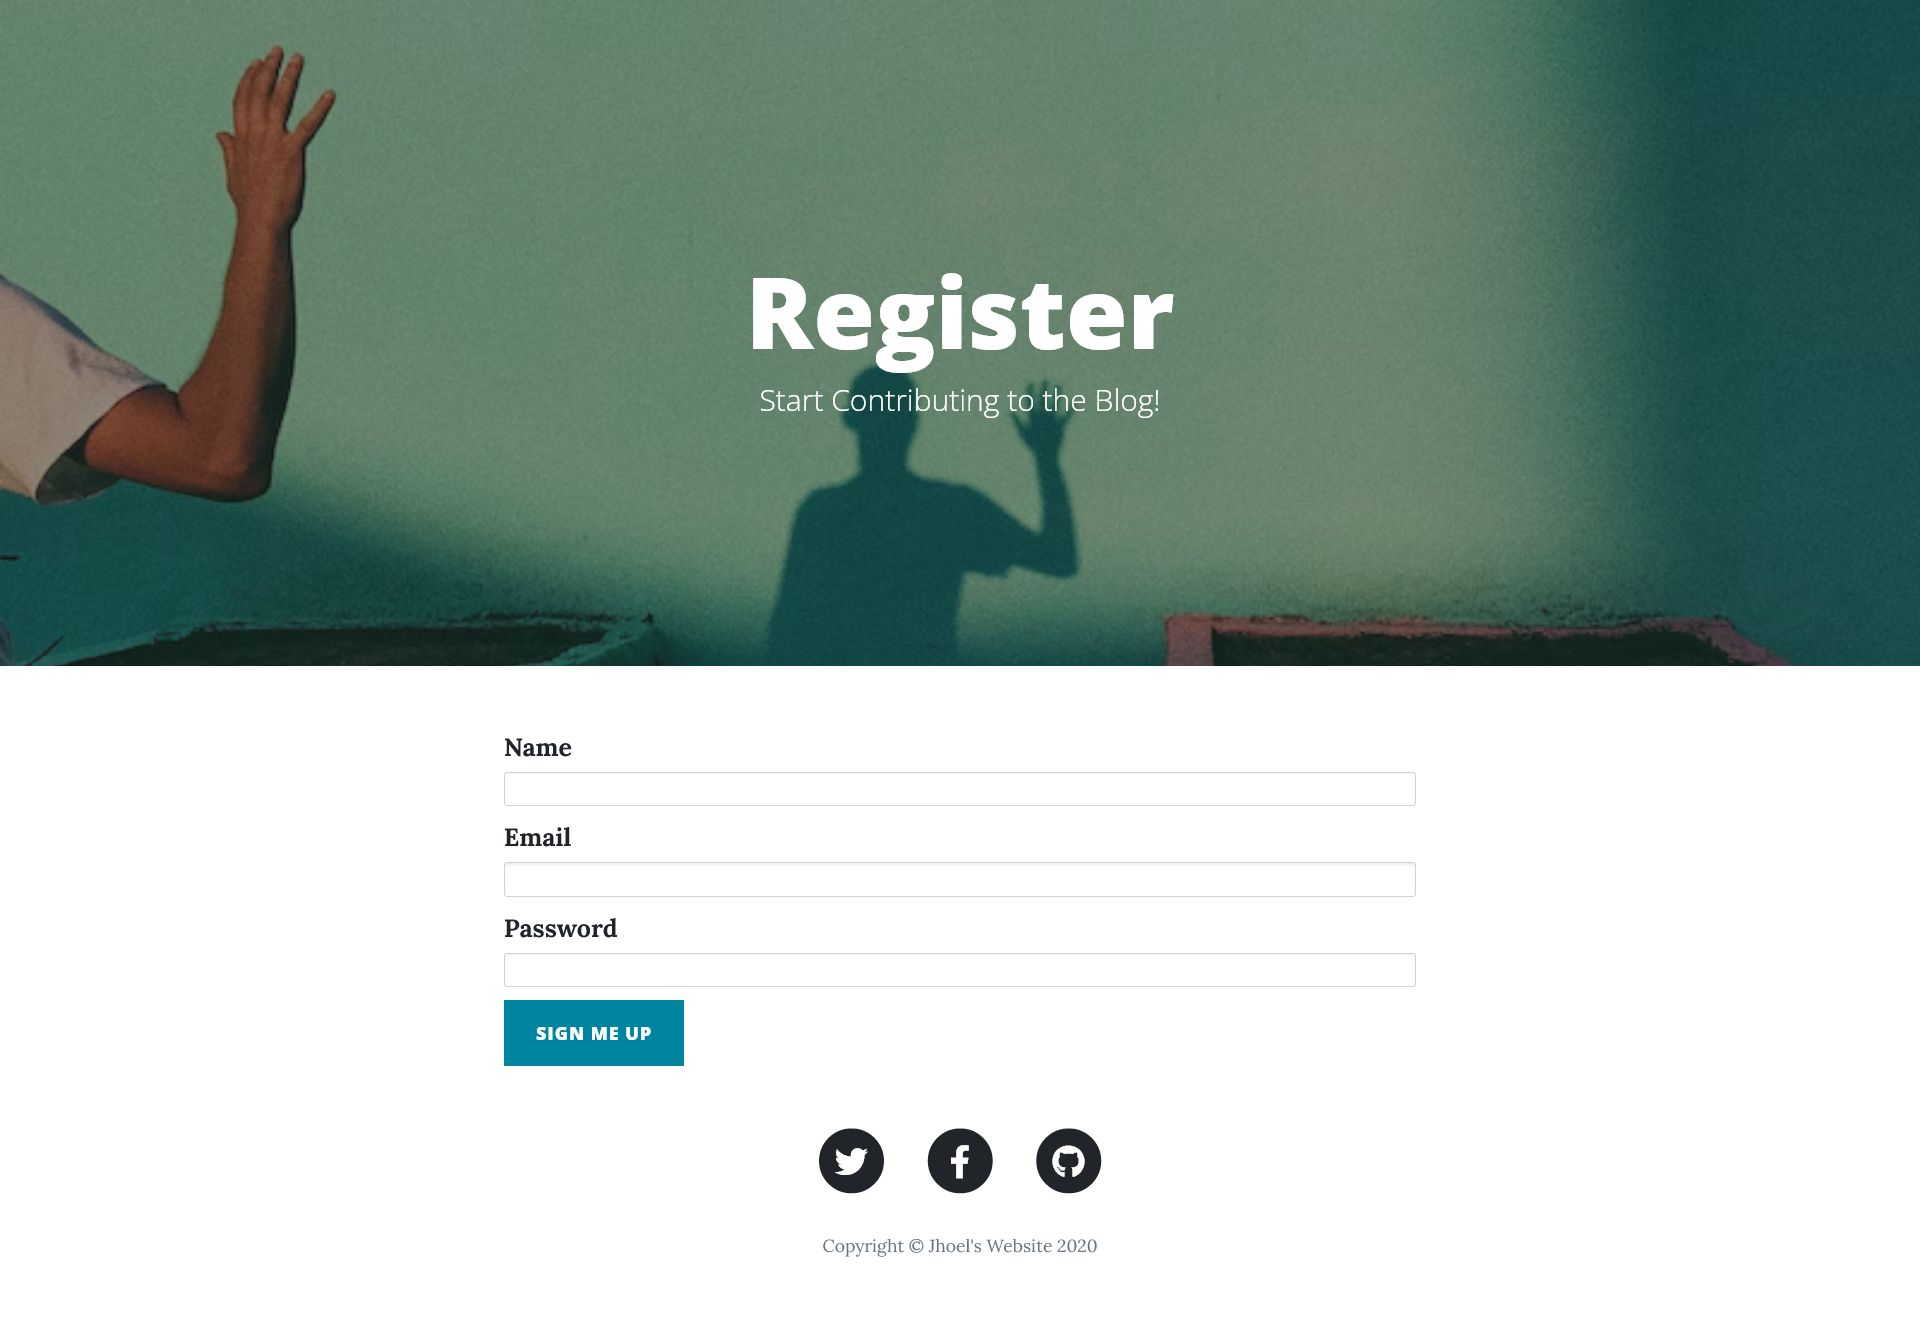 Register
Start Contributing to the Blog!
Name
Email
Password
SIGN ME UP
Copyright © Jhoel's Website 2020